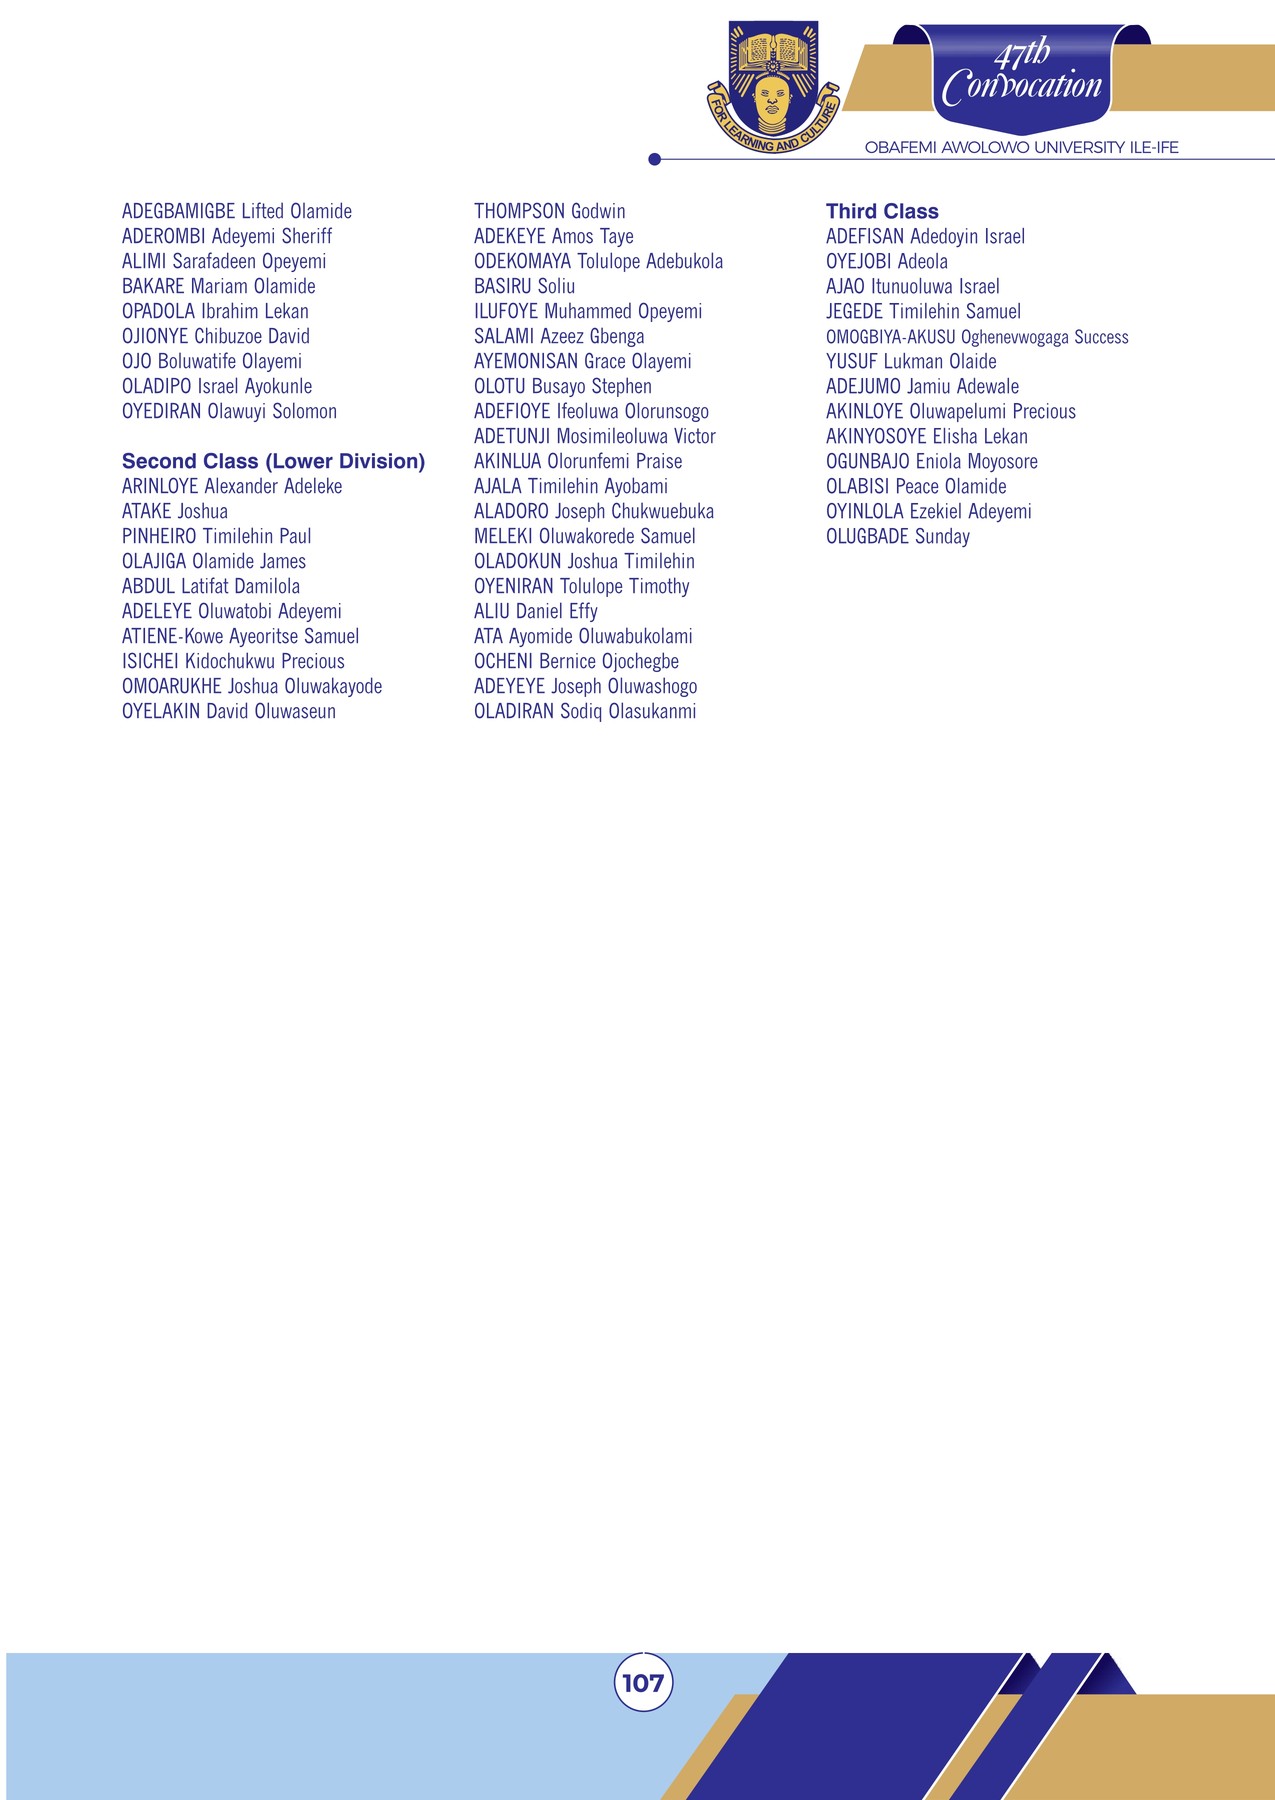 47th
Convocation
FOR LEARNING AND CULTURE
OBAFEMI AWOLOWO UNIVERSITY ILE-IFE
ADEGBAMIGBE Lifted Olamide
ADEROMBI Adeyemi Sheriff
ALIMI Sarafadeen Opeyemi
BAKARE Mariam Olamide
OPADOLA Ibrahim Lekan
OJIONYE Chibuzoe David
OJO Boluwatife Olayemi
OLADIPO Israel Ayokunle
OYEDIRAN Olawuyi Solomon
Second Class (Lower Division)
ARINLOYE Alexander Adeleke
ATAKE Joshua
PINHEIRO Timilehin Paul
OLAJIGA Olamide James
ABDUL Latifat Damilola
ADELEYE Oluwatobi Adeyemi
ATIENE-Kowe Ayeoritse Samuel
ISICHEI Kidochukwu Precious
OMOARUKHE Joshua Oluwakayode
OYELAKIN David Oluwaseun
THOMPSON Godwin
ADEKEYE Amos Taye
ODEKOMAYA Tolulope Adebukola
BASIRU Soliu
ILUFOYE Muhammed Opeyemi
SALAMI Azeez Gbenga
AYEMONISAN Grace Olayemi
OLOTU Busayo Stephen
ADEFIOYE Ifeoluwa Olorunsogo
ADETUNJI Mosimileoluwa Victor
AKINLUA Olorunfemi Praise
AJALA Timilehin Ayobami
ALADORO Joseph Chukwuebuka
MELEKI Oluwakorede Samuel
OLADOKUN Joshua Timilehin
OYENIRAN Tolulope Timothy
ALIU Daniel Effy
ATA Ayomide Oluwabukolami
OCHENI Bernice Ojochegbe
ADEYEYE Joseph Oluwashogo
OLADIRAN Sodiq Olasukanmi
Third Class
ADEFISAN Adedoyin Israel
OYEJOBI Adeola
AJAO Itunuoluwa Israel
JEGEDE Timilehin Samuel
OMOGBIYA-AKUSU Oghenevwogaga Success
YUSUF Lukman Olaide
ADEJUMO Jamiu Adewale
AKINLOYE Oluwapelumi Precious
AKINYOSOYE Elisha Lekan
OGUNBAJO Eniola Moyosore
OLABISI Peace Olamide
OYINLOLA Ezekiel Adeyemi
OLUGBADE Sunday
107